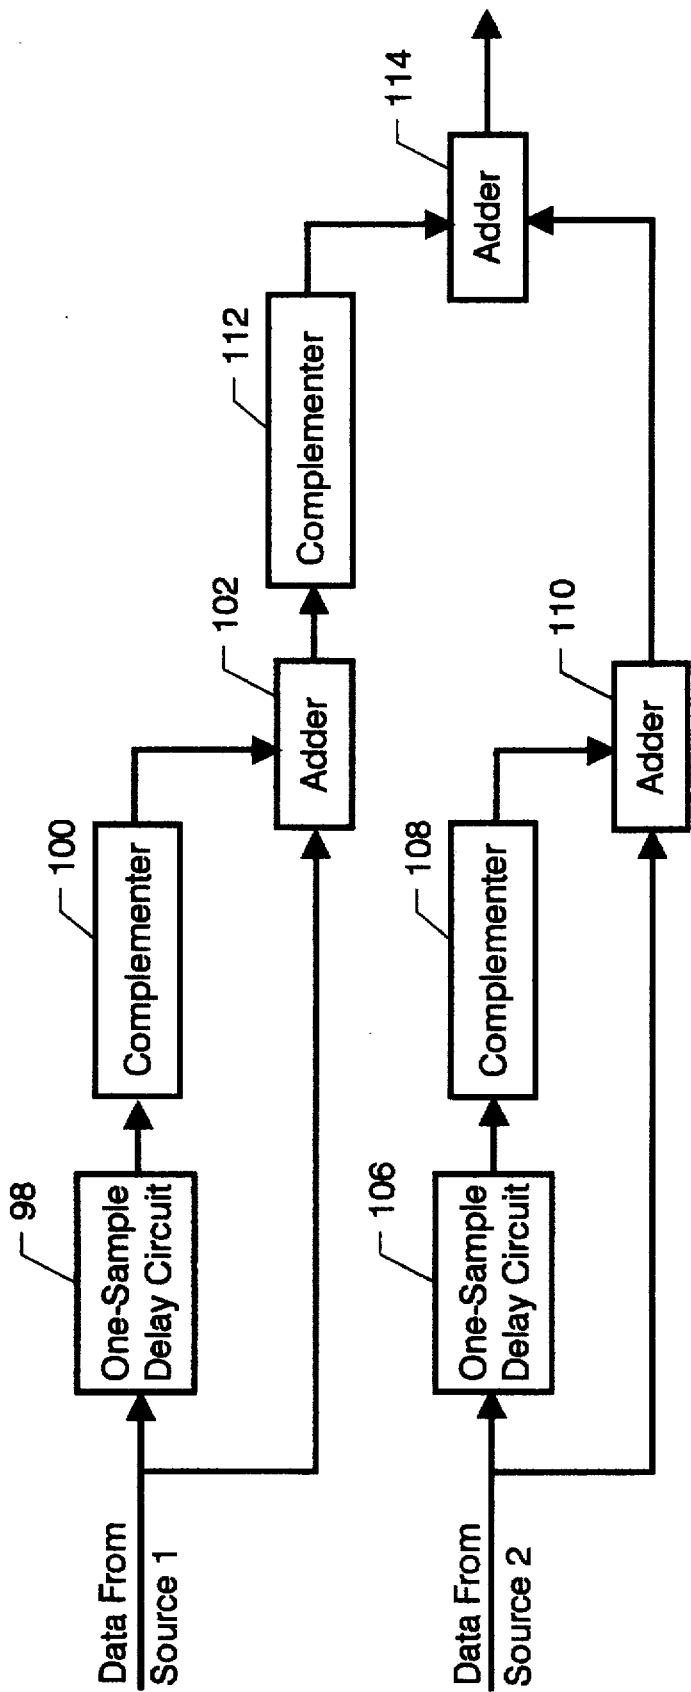 Data From
Source 1
98
One-Sample
Delay Circuit
100
Complementer
102
Adder
112
Complementer
114
Adder
Data From
Source 2
106
One-Sample
Delay Circuit
108
Complementer
110
Adder